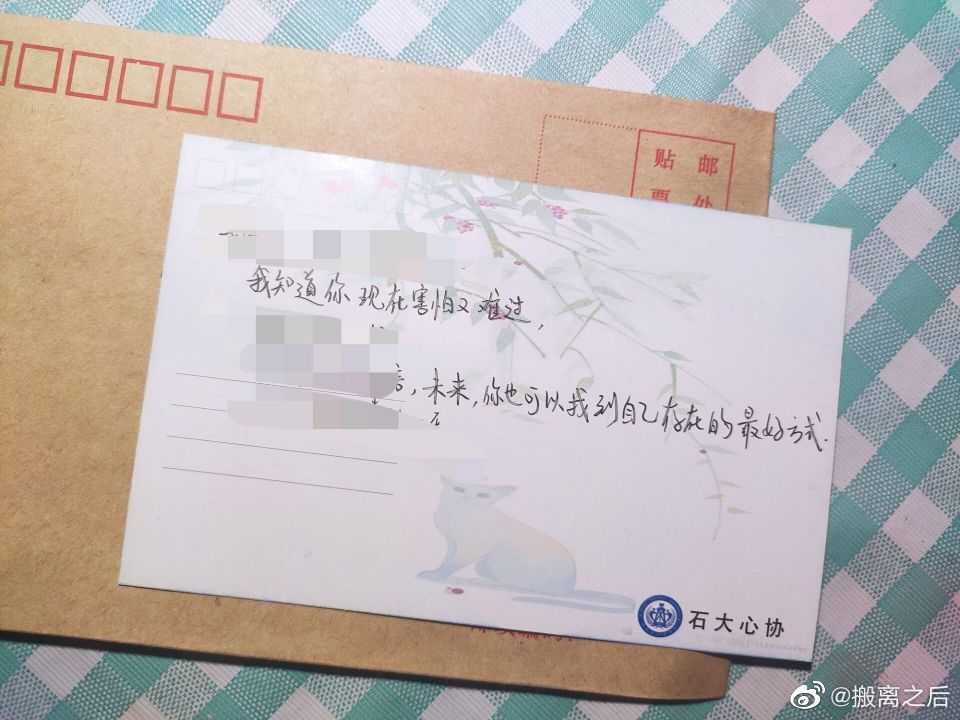 贴 邮
票 处
我知道你现在害怕又难过，
言，未来，你也可以找到自己存在的最好方式.
石大心协
@搬离之后